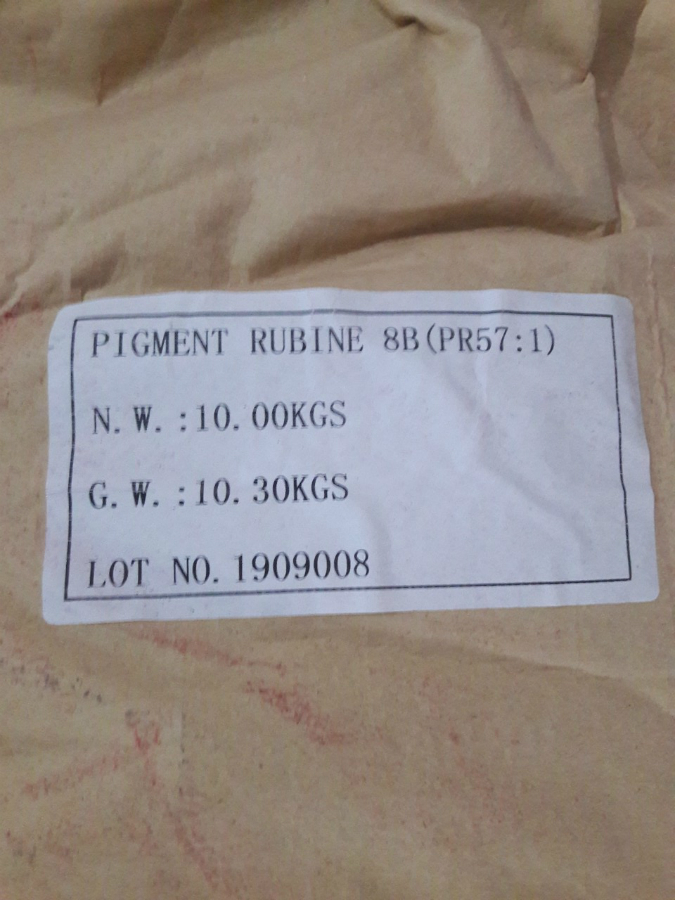 PIGMENT RUBINE 8B(PR57:1)
N. W. :10. 00KGS
G. W. :10. 30KGS
LOT NO. 1909008